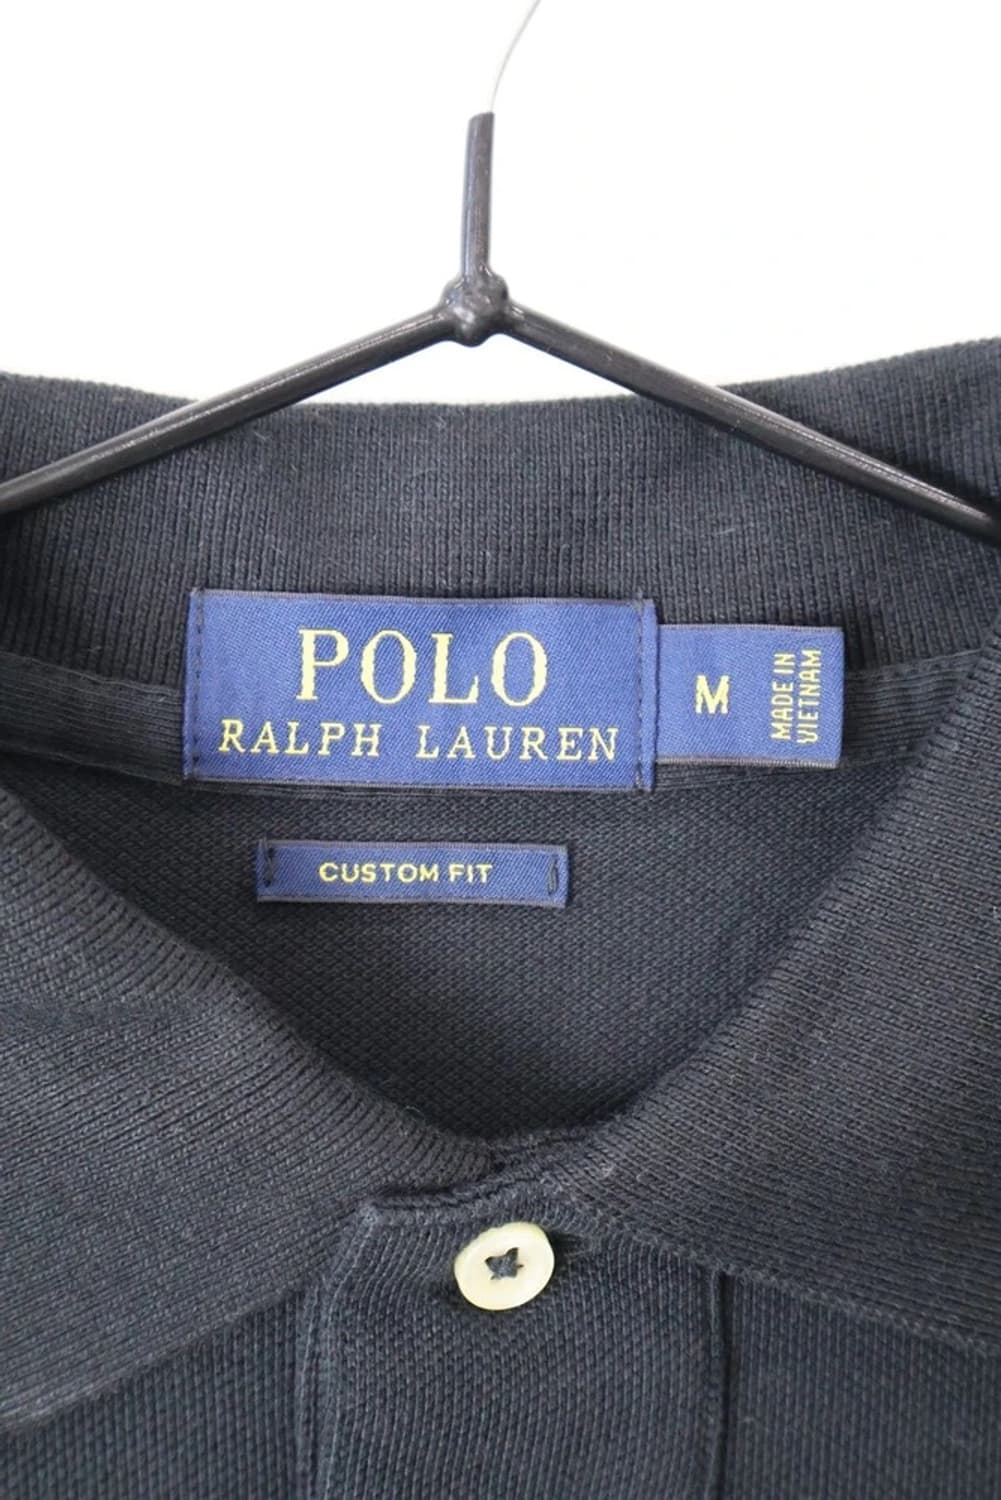 POLO
RALPH LAUREN
M
MADE IN
VIETNAM
CUSTOM FIT